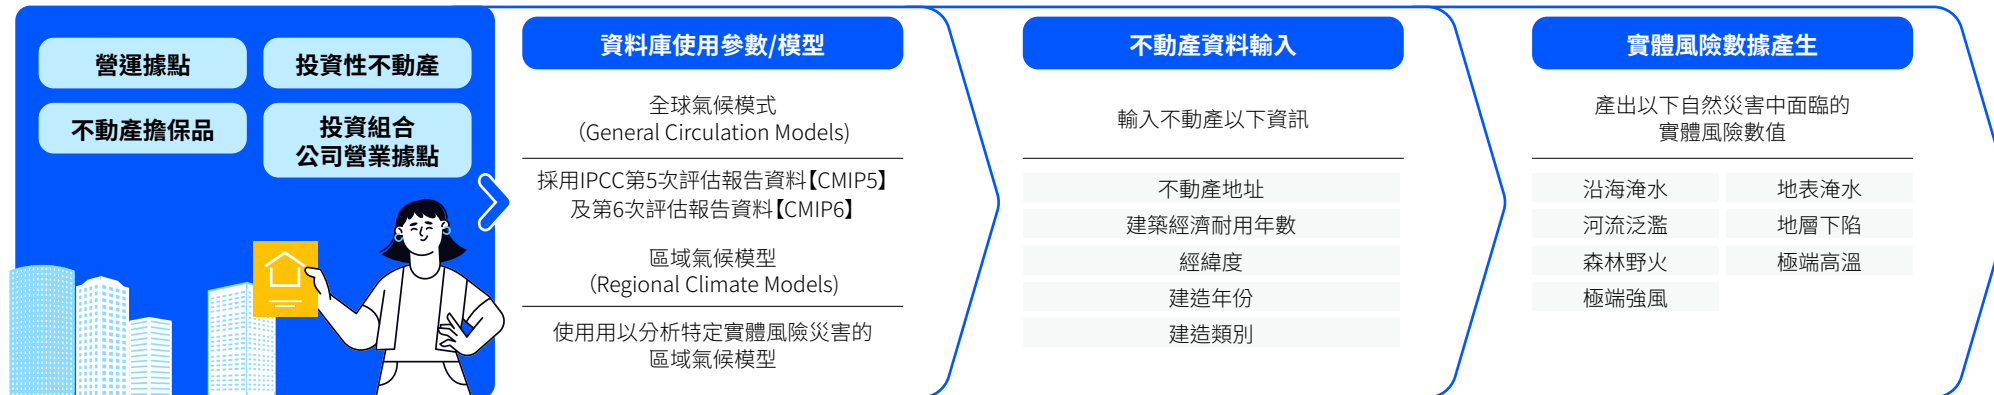 營運據點
投資性不動產
不動產擔保品
投資組合
公司營業據點
資料庫使用參數/模型
全球氣候模式
（General Circulation Models)
採用IPCC第5次評估報告資料【CMIP5】
及第6次評估報告資料【CMIP6】
區域氣候模型
（Regional Climate Models)
使用用以分析特定實體風險災害的
區域氣候模型
不動產資料輸入
輸入不動產以下資訊
不動產地址
建築經濟耐用年數
經緯度
建造年份
建造類別
實體風險數據產生
產出以下自然災害中面臨的
實體風險數值
沿海淹水
地表淹水
河流泛濫
地層下陷
森林野火
極端高溫
極端強風